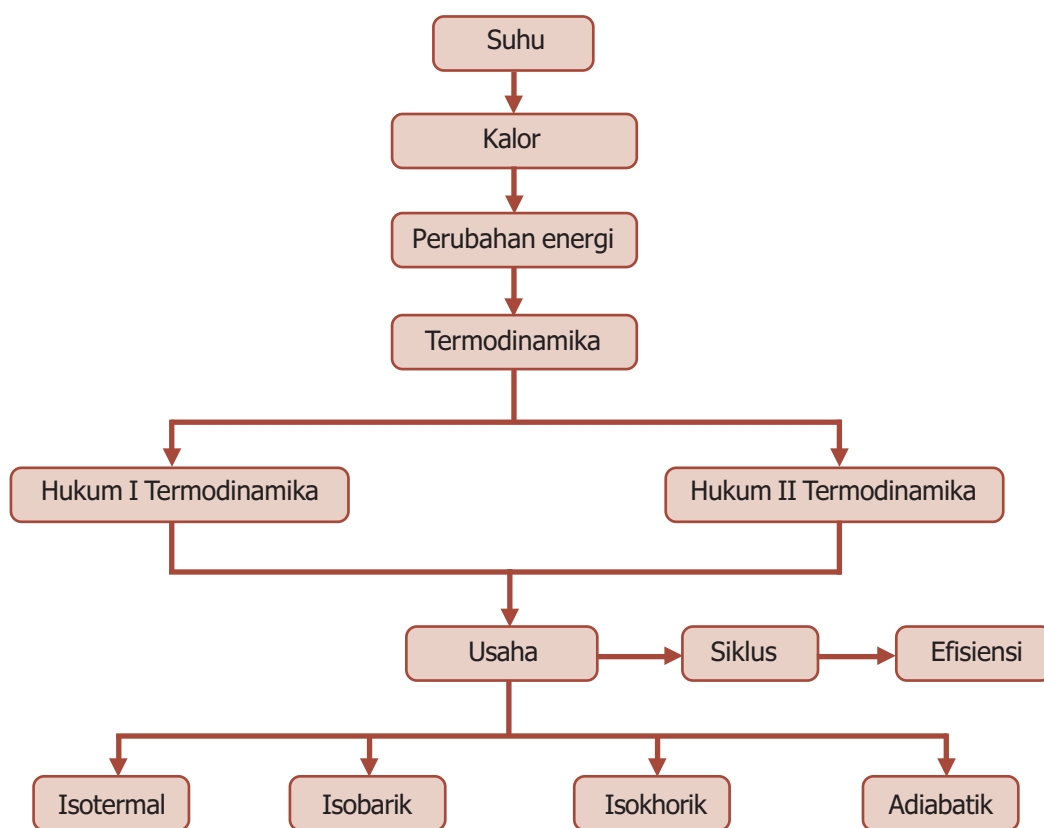 Suhu
Kalor
Perubahan energi
Termodinamika
Hukum I Termodinamika
Hukum II Termodinamika
Usaha
Siklus
Efisiensi
Isotermal
Isobarik
Isokhorik
Adiabatik